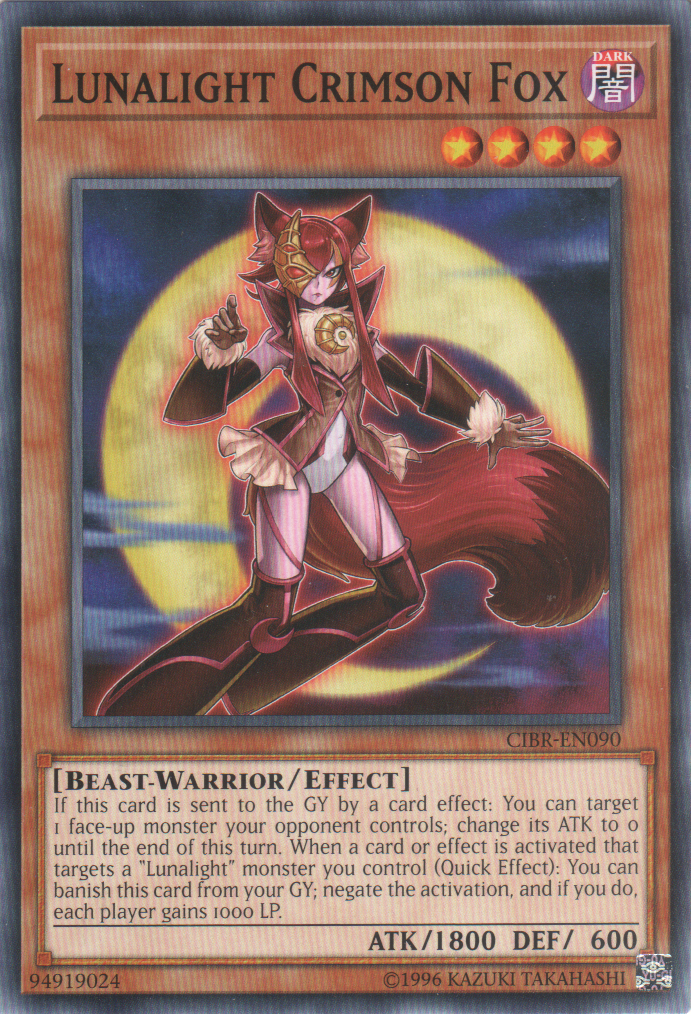 Lunalight Crimson Fox
DARK
闇
CIBR-EN090
[Beast-Warrior/Effect]
If this card is sent to the GY by a card effect: You can target
1 face-up monster your opponent controls; change its ATK to 0
until the end of this turn. When a card or effect is activated that
targets a "Lunalight" monster you control (Quick Effect): You can
banish this card from your GY; negate the activation, and if you do,
each player gains 1000 LP.
ATK/1800 DEF/ 600
94919024
©1996 KAZUKI TAKAHASHI